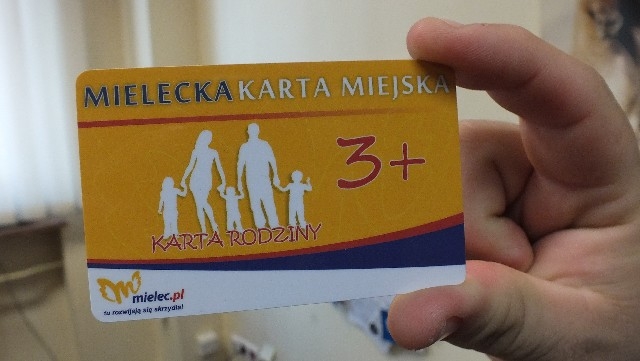 MIELECKA KARTA MIEJSKA
3+
KARTA RODZINY
mielec.pl
tu rozwijają się skrzydła!